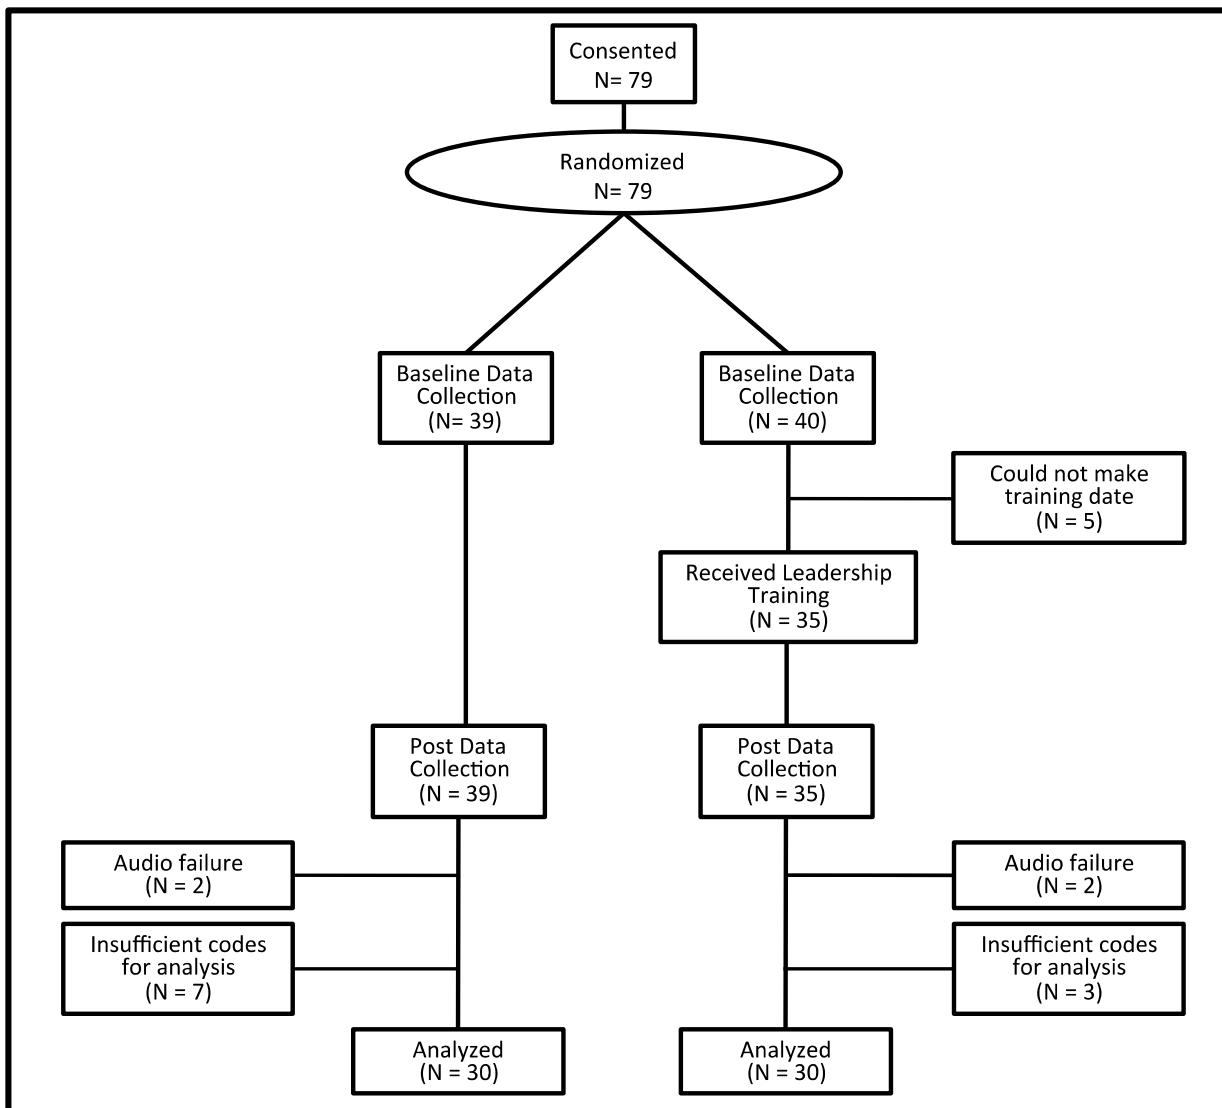 Consented
N= 79
Randomized
N= 79
Baseline Data
Collection
(N= 39)
Baseline Data
Collection
(N = 40)
Could not make
training date
(N = 5)
Received Leadership
Training
(N = 35)
Post Data
Collection
(N = 39)
Post Data
Collection
(N = 35)
Audio failure
(N = 2)
Audio failure
(N = 2)
Insufficient codes
for analysis
(N = 7)
Insufficient codes
for analysis
(N = 3)
Analyzed
(N = 30)
Analyzed
(N = 30)